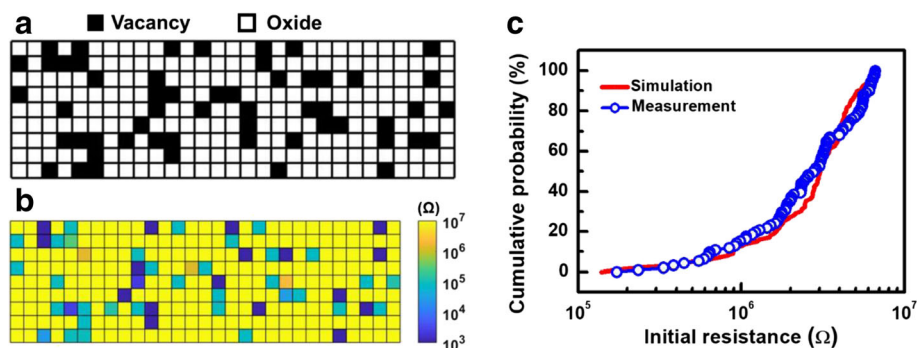 a
■ Vacancy □ Oxide
b
(Ω)
10⁷
10⁶
10⁵
10⁴
10³
c
Cumulative probability (%)
100
80
60
40
20
0
Simulation
Measurement
10⁵
10⁶
10⁷
Initial resistance (Ω)